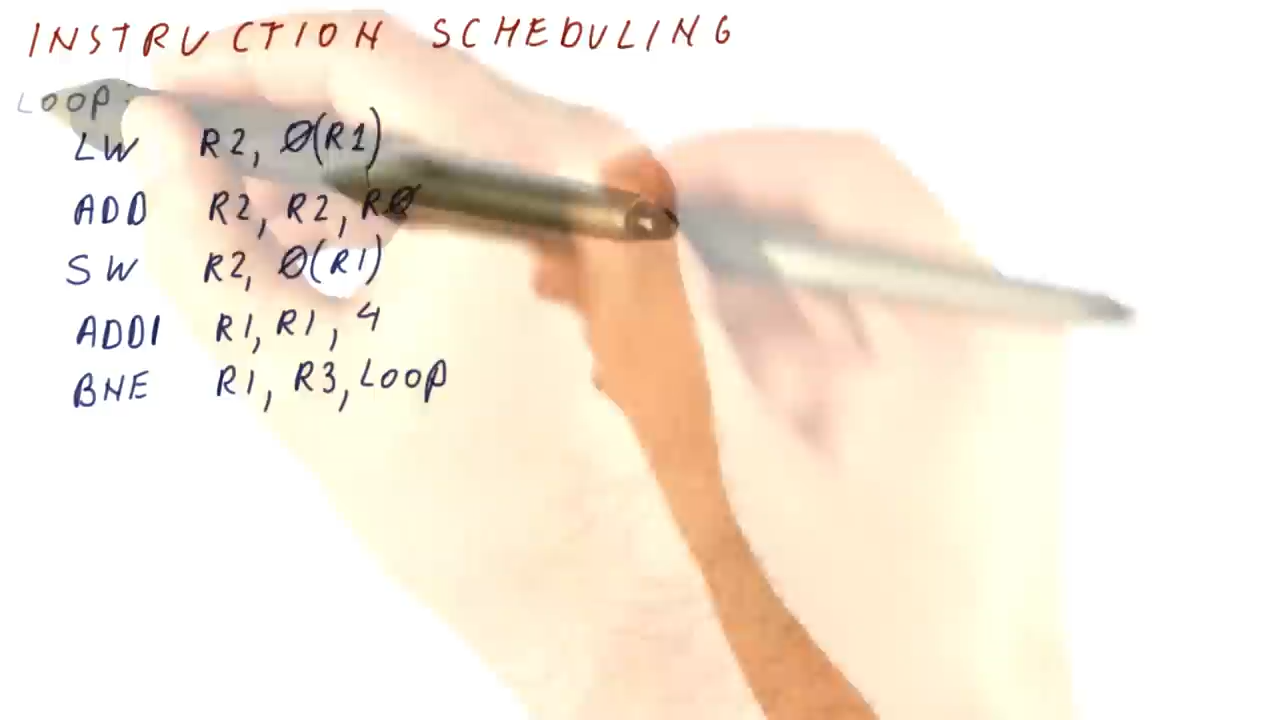 INSTRUCTION SCHEDULING
LOOP:
LW R2, 0(R1)
ADD R2, R2, R0
SW R2, 0(R1)
ADDI R1, R1, 4
BNE R1, R3, LOOP